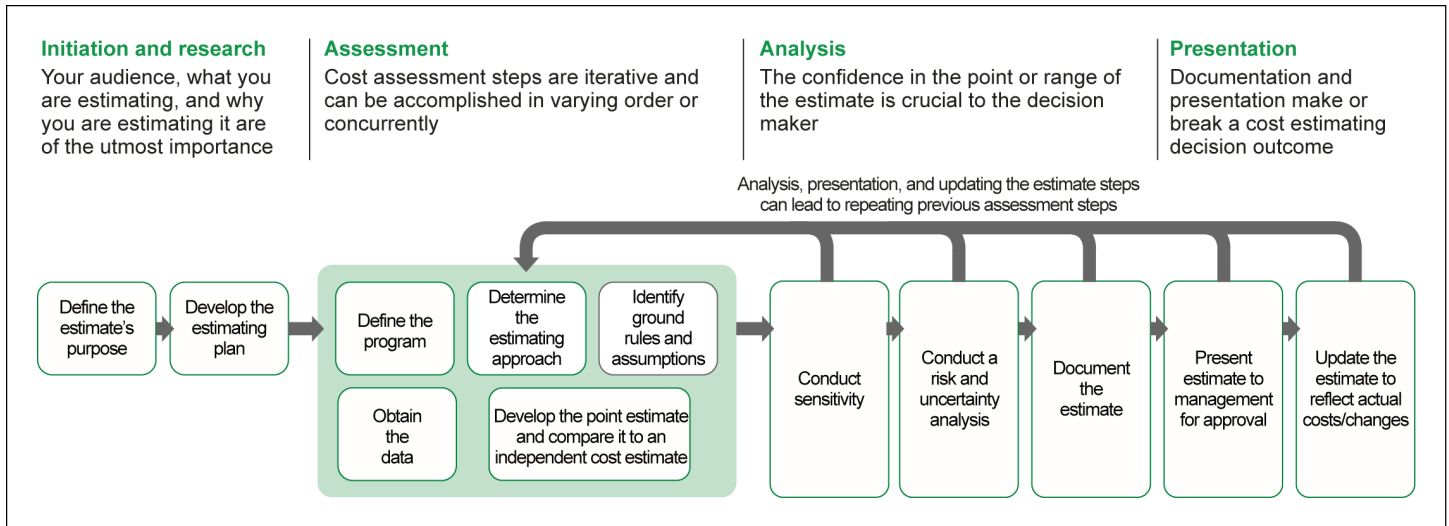 Initiation and research
Your audience, what you
are estimating, and why
you are estimating it are
of the utmost importance
Assessment
Cost assessment steps are iterative and
can be accomplished in varying order or
concurrently
Analysis
The confidence in the point or range of
the estimate is crucial to the decision
maker
Presentation
Documentation and
presentation make or
break a cost estimating
decision outcome
Analysis, presentation, and updating the estimate steps
can lead to repeating previous assessment steps
Define the
estimate's
purpose
Develop the
estimating
plan
Define the
program
Determine
the
estimating
approach
Identify
ground
rules and
assumptions
Obtain
the
data
Develop the point estimate
and compare it to an
independent cost estimate
Conduct
sensitivity
Conduct a
risk and
uncertainty
analysis
Document
the
estimate
Present
estimate to
management
for approval
Update the
estimate to
reflect actual
costs/changes